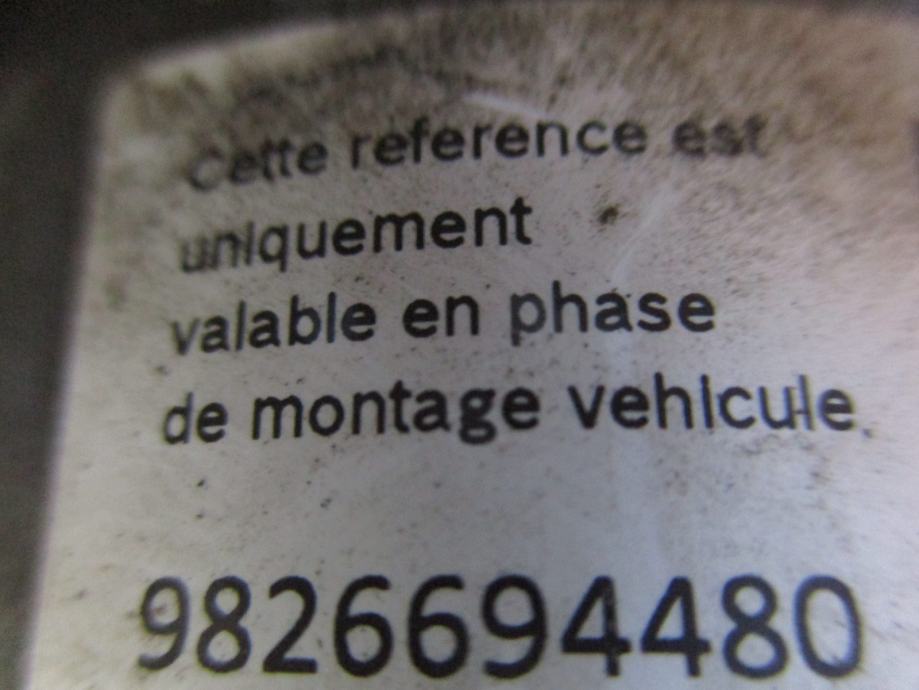 Cette reference est
uniquement
valable en phase
de montage vehicule.
9826694480